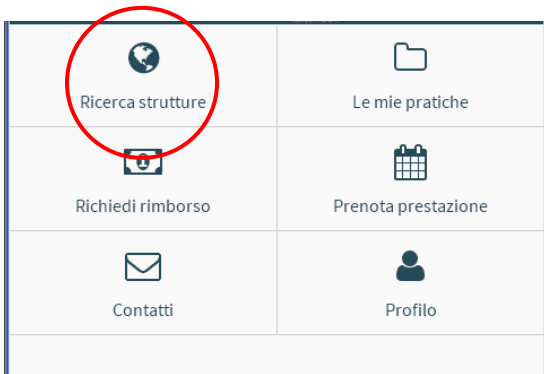 Ricerca strutture
Le mie pratiche
Richiedi rimborso
Prenota prestazione
Contatti
Profilo